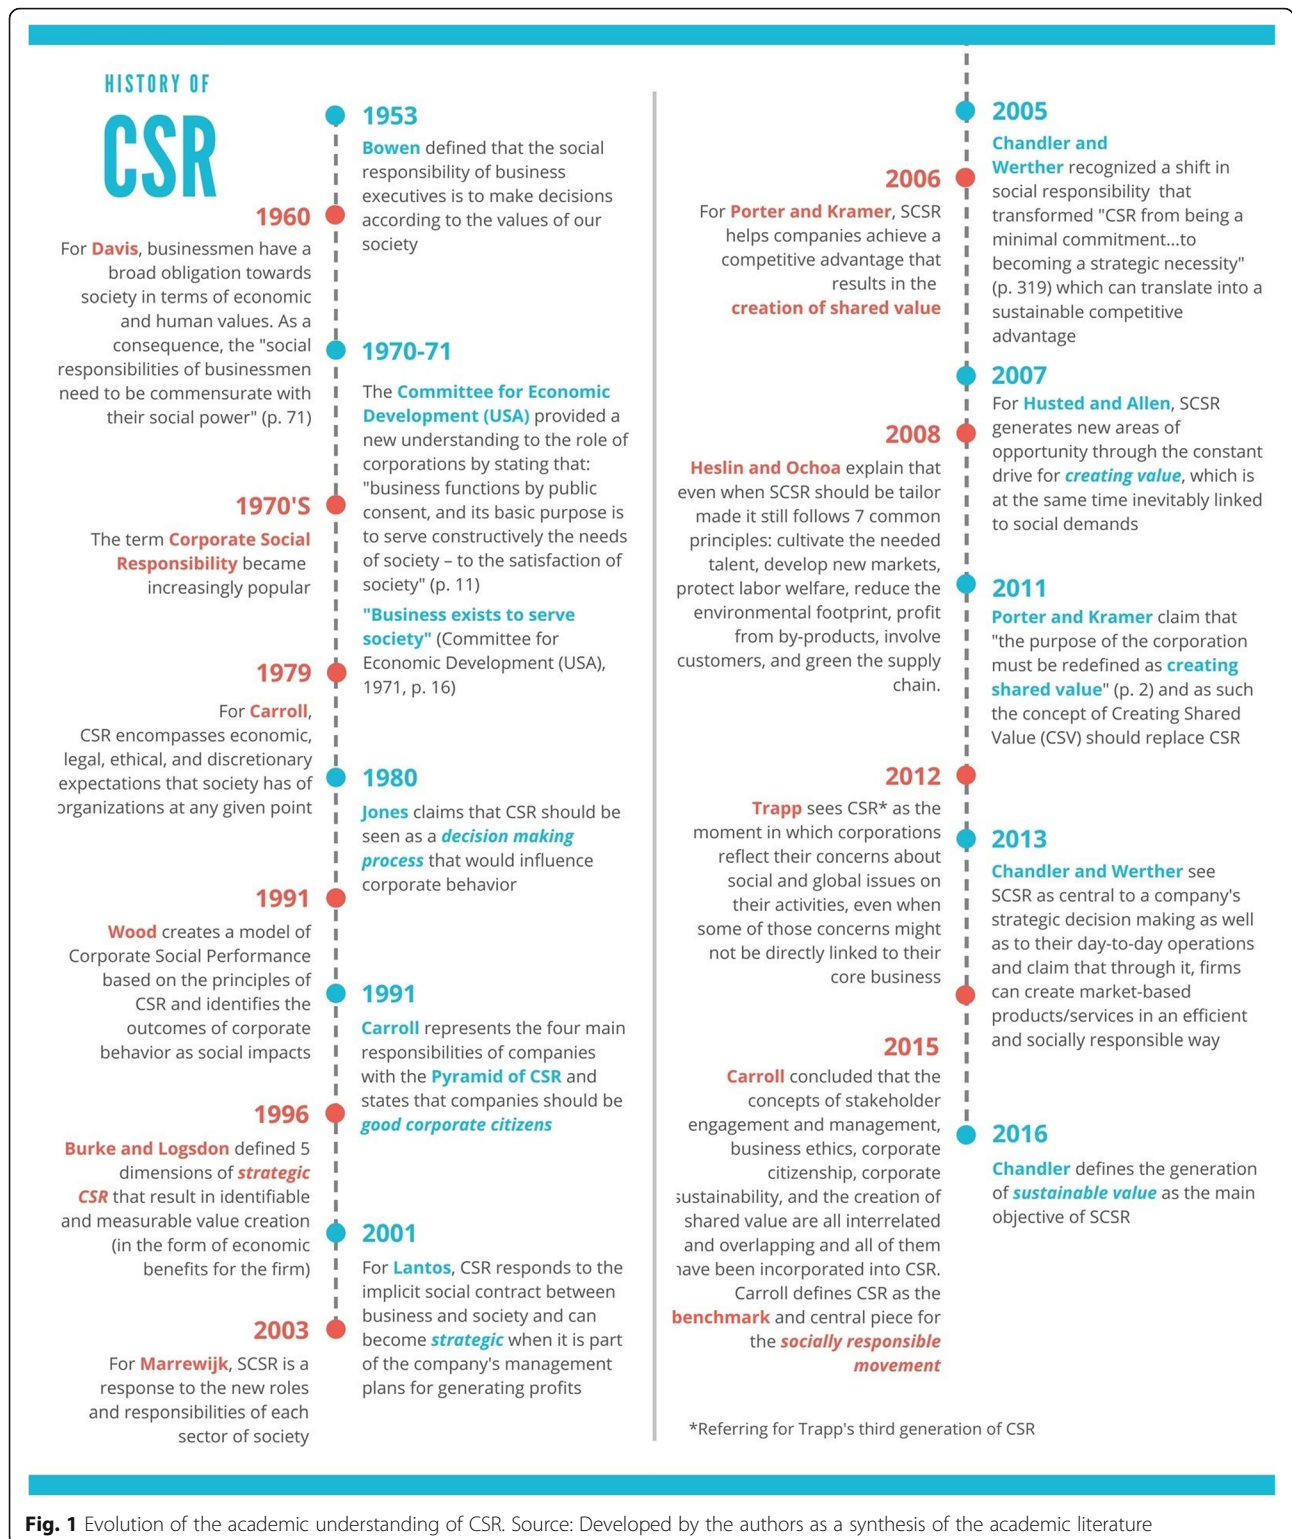 HISTORY OF
CSR
1953
Bowen defined that the social
responsibility of business
executives is to make decisions
according to the values of our
society
1960
For Davis, businessmen have a
broad obligation towards
society in terms of economic
and human values. As a
consequence, the "social
responsibilities of businessmen
need to be commensurate with
their social power" (p. 71)
1970-71
The Committee for Economic
Development (USA) provided a
new understanding to the role of
corporations by stating that:
"business functions by public
consent, and its basic purpose is
to serve constructively the needs
of society – to the satisfaction of
society" (p. 11)
"Business exists to serve
society" (Committee for
Economic Development (USA),
1971, p. 16)
1970'S
The term Corporate Social
Responsibility became
increasingly popular
1979
For Carroll,
CSR encompasses economic,
legal, ethical, and discretionary
expectations that society has of
organizations at any given point
1980
Jones claims that CSR should be
seen as a decision making
process that would influence
corporate behavior
1991
Wood creates a model of
Corporate Social Performance
based on the principles of
CSR and identifies the
outcomes of corporate
behavior as social impacts
1991
Carroll represents the four main
responsibilities of companies
with the Pyramid of CSR and
states that companies should be
good corporate citizens
1996
Burke and Logsdon defined 5
dimensions of strategic
CSR that result in identifiable
and measurable value creation
(in the form of economic
benefits for the firm)
2001
For Lantos, CSR responds to the
implicit social contract between
business and society and can
become strategic when it is part
of the company's management
plans for generating profits
2003
For Marrewijk, SCSR is a
response to the new roles
and responsibilities of each
sector of society
2005
Chandler and
Werther recognized a shift in
social responsibility that
transformed "CSR from being a
minimal commitment...to
becoming a strategic necessity"
(p. 319) which can translate into a
sustainable competitive
advantage
2006
For Porter and Kramer, SCSR
helps companies achieve a
competitive advantage that
results in the
creation of shared value
2007
For Husted and Allen, SCSR
generates new areas of
opportunity through the constant
drive for creating value, which is
at the same time inevitably linked
to social demands
2008
Heslin and Ochoa explain that
even when SCSR should be tailor
made it still follows 7 common
principles: cultivate the needed
talent, develop new markets,
protect labor welfare, reduce the
environmental footprint, profit
from by-products, involve
customers, and green the supply
chain.
2011
Porter and Kramer claim that
"the purpose of the corporation
must be redefined as creating
shared value" (p. 2) and as such
the concept of Creating Shared
Value (CSV) should replace CSR
2012
Trapp sees CSR* as the
moment in which corporations
reflect their concerns about
social and global issues on
their activities, even when
some of those concerns might
not be directly linked to their
core business
2013
Chandler and Werther see
SCSR as central to a company's
strategic decision making as well
as to their day-to-day operations
and claim that through it, firms
can create market-based
products/services in an efficient
and socially responsible way
2015
Carroll concluded that the
concepts of stakeholder
engagement and management,
business ethics, corporate
citizenship, corporate
sustainability, and the creation of
shared value are all interrelated
and overlapping and all of them
have been incorporated into CSR.
Carroll defines CSR as the
benchmark and central piece for
the socially responsible
movement
2016
Chandler defines the generation
of sustainable value as the main
objective of SCSR
*Referring for Trapp's third generation of CSR
Fig. 1 Evolution of the academic understanding of CSR. Source: Developed by the authors as a synthesis of the academic literature